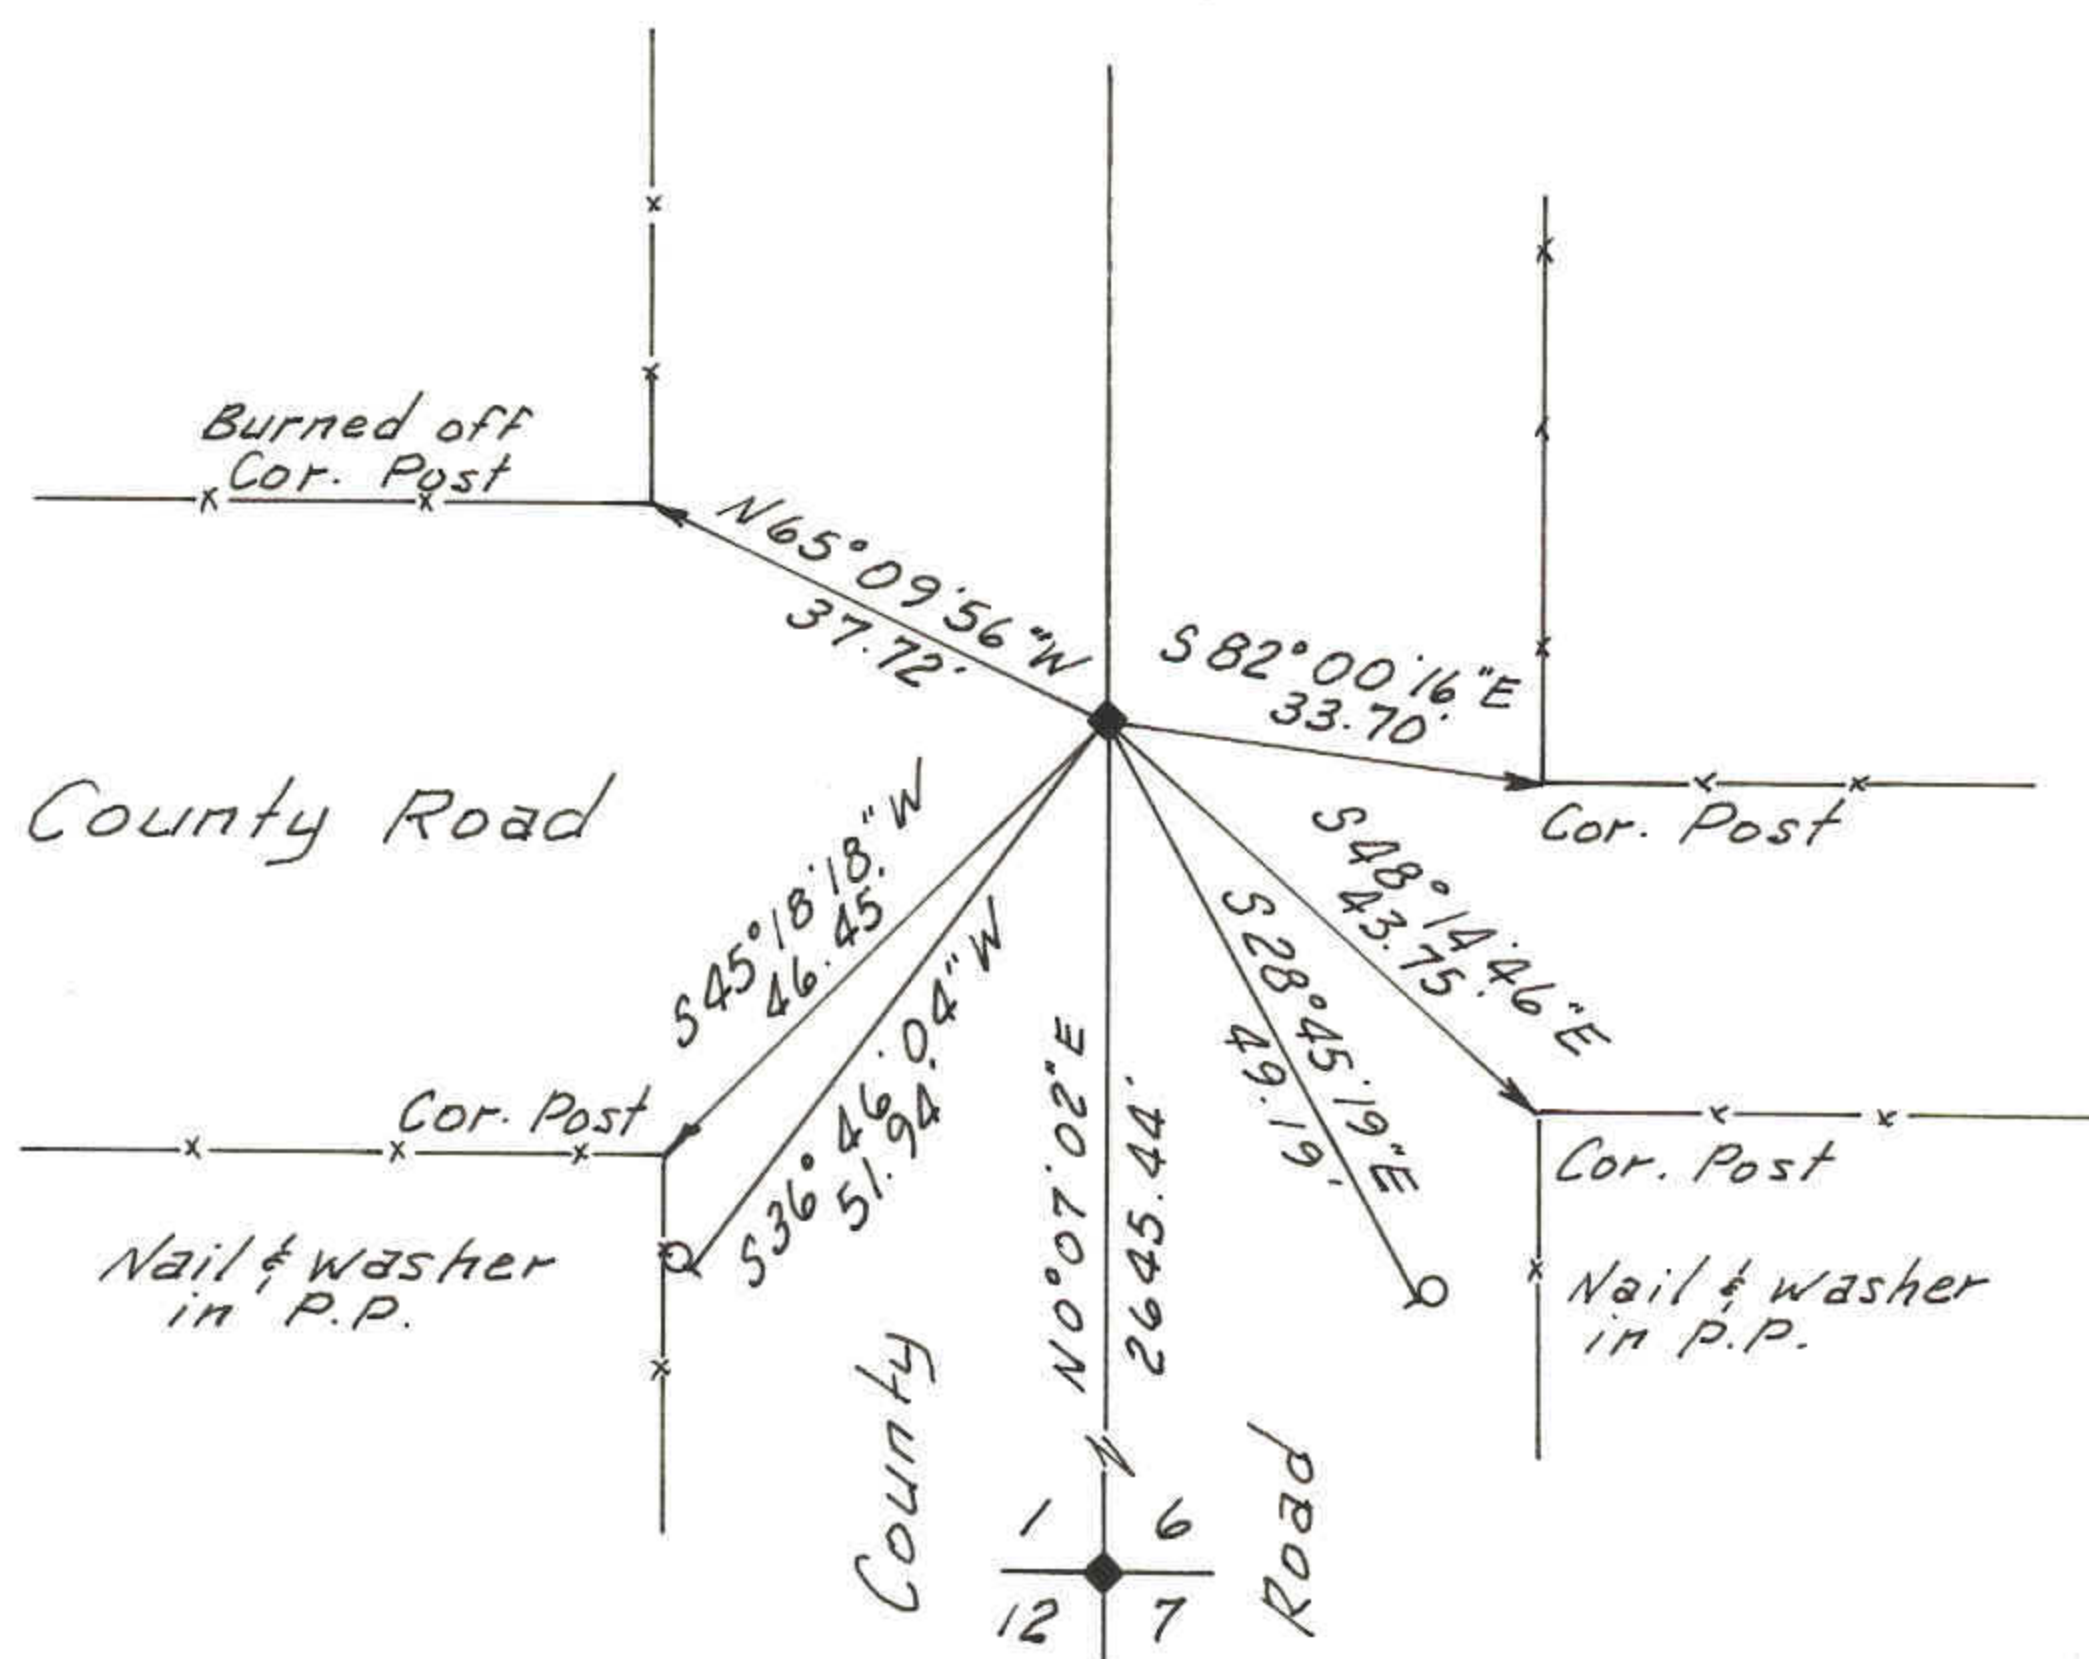 Burned off
Cor. Post
N65°09'56"W
37.72'
S82°00'16"E
33.70'
County Road
Cor. Post
S45°18'18"W
46.45'
S48°14'46"E
43.75'
S36°46'04"W
51.94'
S28°45'19"E
49.19'
N0°07'02"E
2645.44'
Cor. Post
Cor. Post
Nail & washer
in P.P.
Nail & washer
in P.P.
County Road
1 6
12 7